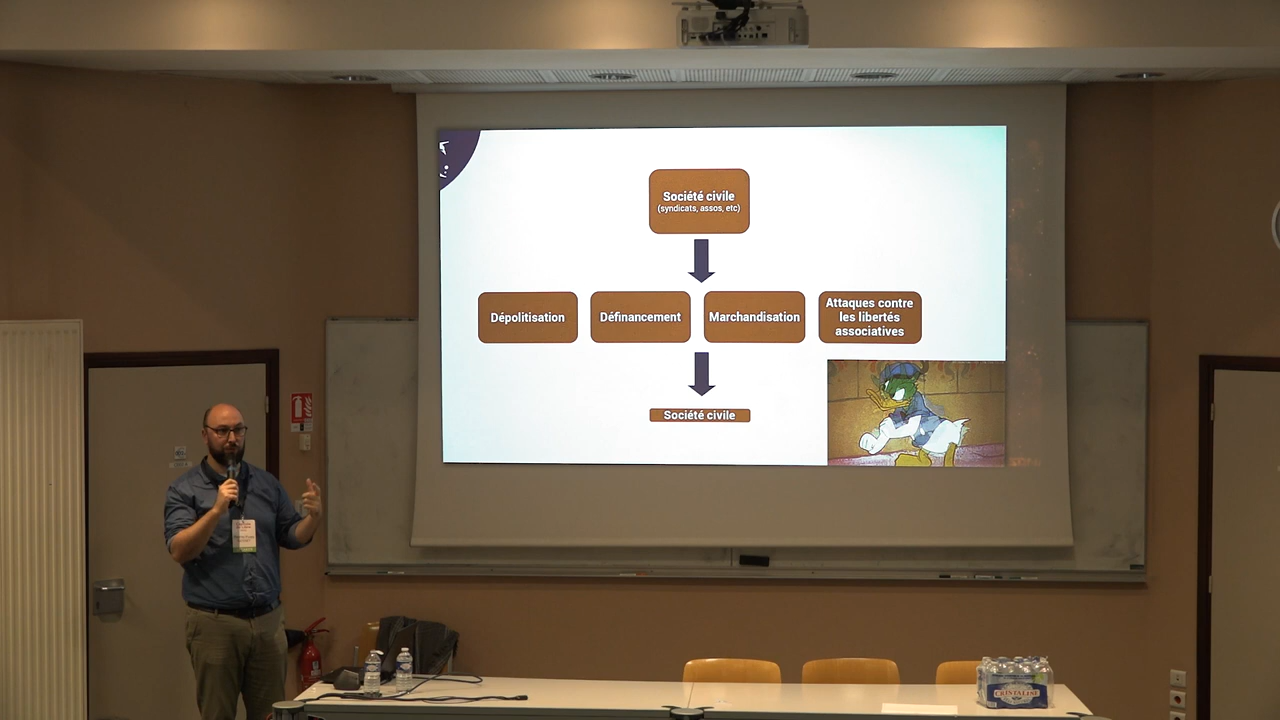 Société civile
(syndicats, assos, etc)
Dépolitisation
Définancement
Marchandisation
Attaques contre
les libertés
associatives
Société civile
CRISTALINE